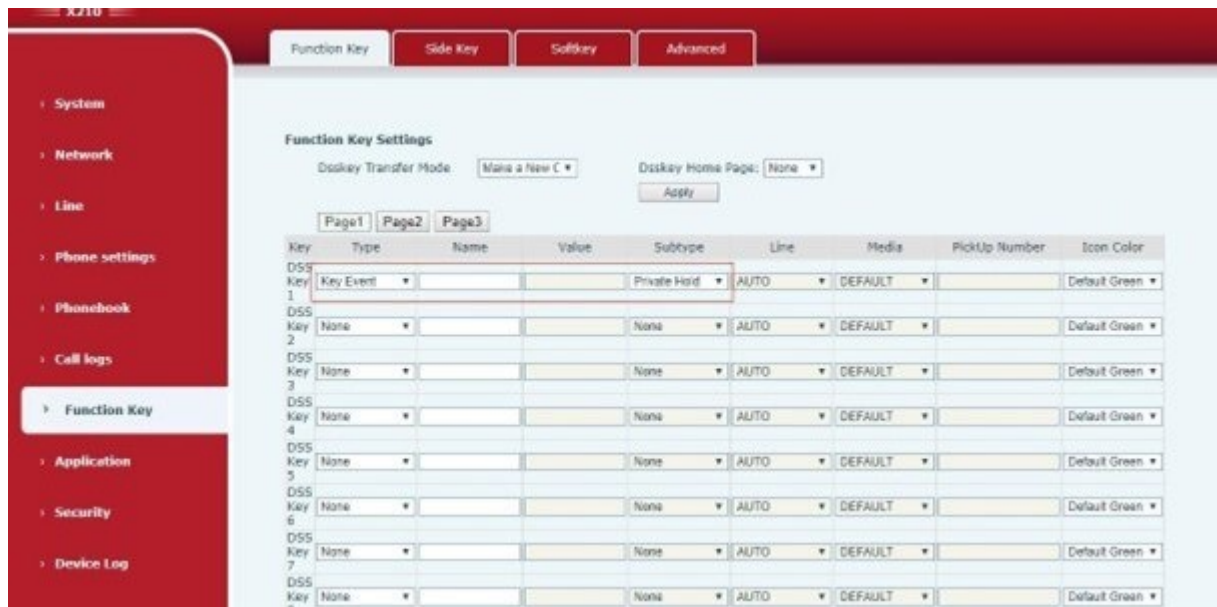 X210
Function Key Side Key Softkey Advanced
System
Network
Line
Phone settings
Phonebook
Call logs
Function Key
Application
Security
Device Log
Function Key Settings
Dsskey Transfer Mode Make a New C Dsskey Home Page: None
Apply
Page1 Page2 Page3
Key Type Name Value Subtype Line Media PickUp Number Icon Color
DSS Key 1 Key Event Private Hold AUTO DEFAULT Default Green
DSS Key 2 None None AUTO DEFAULT Default Green
DSS Key 3 None None AUTO DEFAULT Default Green
DSS Key 4 None None AUTO DEFAULT Default Green
DSS Key 5 None None AUTO DEFAULT Default Green
DSS Key 6 None None AUTO DEFAULT Default Green
DSS Key 7 None None AUTO DEFAULT Default Green
DSS Key None None AUTO DEFAULT Default Green